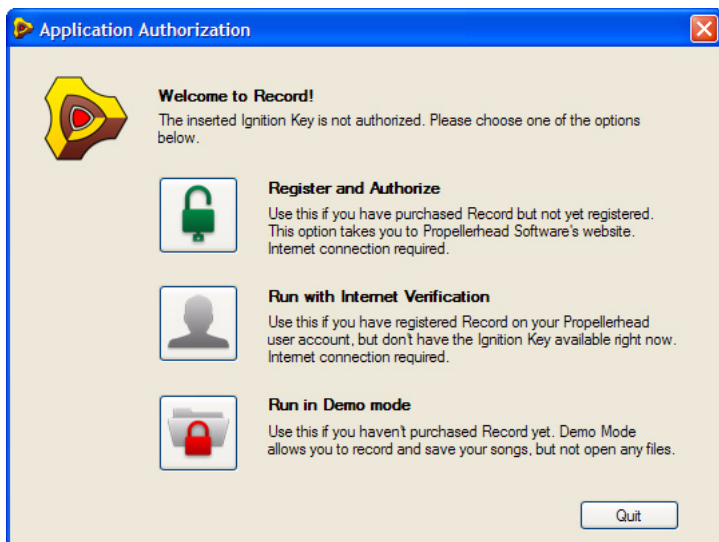 Application Authorization
Welcome to Record!
The inserted Ignition Key is not authorized. Please choose one of the options
below.
Register and Authorize
Use this if you have purchased Record but not yet registered.
This option takes you to Propellerhead Software's website.
Internet connection required.
Run with Internet Verification
Use this if you have registered Record on your Propellerhead
user account, but don't have the Ignition Key available right now.
Internet connection required.
Run in Demo mode
Use this if you haven't purchased Record yet. Demo Mode
allows you to record and save your songs, but not open any files.
Quit